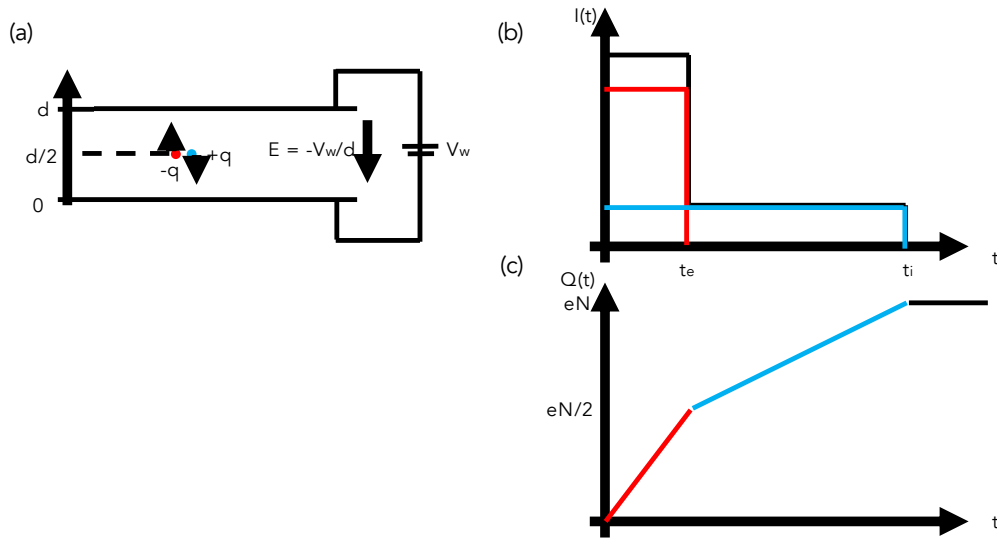 (a)
d
d/2
0
-q
+q
E = -Vw/d
Vw
(b)
I(t)
te
ti
t
(c)
Q(t)
eN
eN/2
t